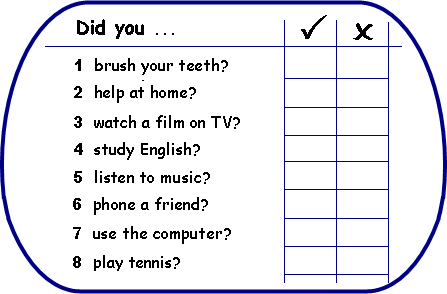 Did you ... ✓ x
1 brush your teeth?
2 help at home?
3 watch a film on TV?
4 study English?
5 listen to music?
6 phone a friend?
7 use the computer?
8 play tennis?